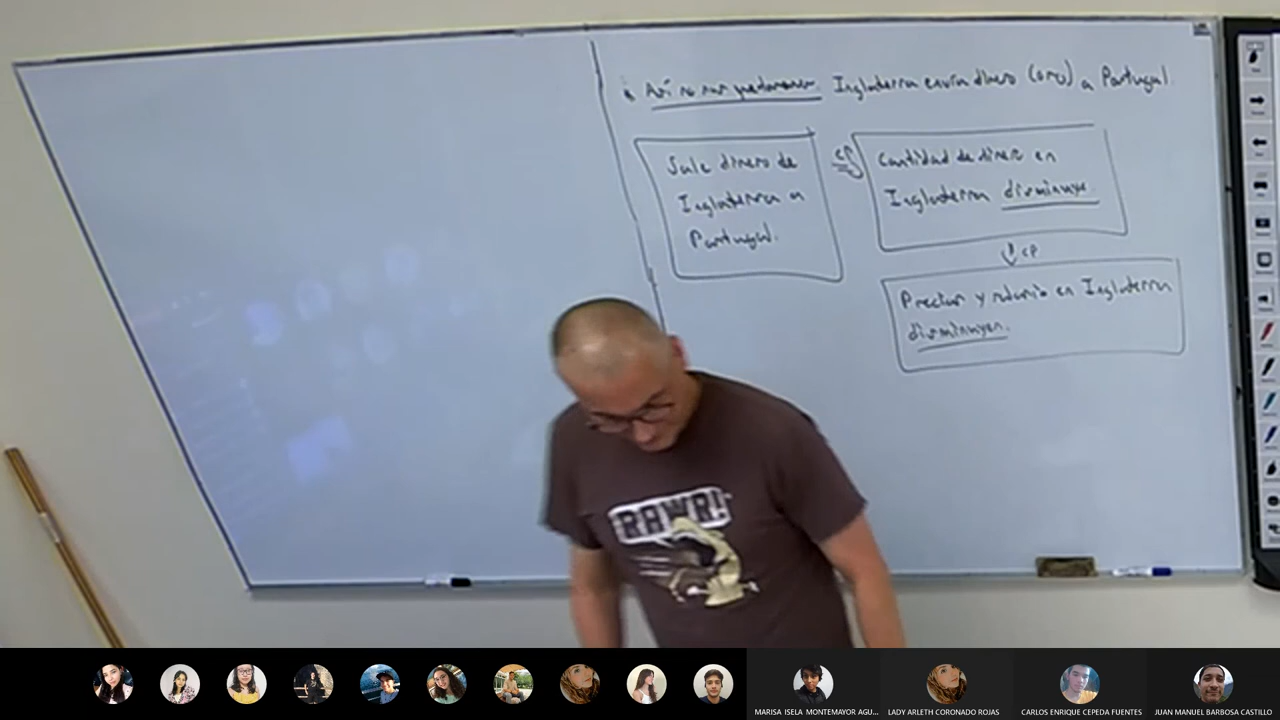 Así no nos quedaremos. Inglaterra envía dinero (oro) a Portugal.
Sale dinero de
Inglaterra a
Portugal.
CP
Cantidad de dinero en
Inglaterra disminuye.
CP
Precios y salario en Inglaterra
disminuyen.
RAWR!
MARISA ISELA MONTEMAYOR AGU...
LADY ARLETH CORONADO ROJAS
CARLOS ENRIQUE CEPEDA FUENTES
JUAN MANUEL BARBOSA CASTILLO